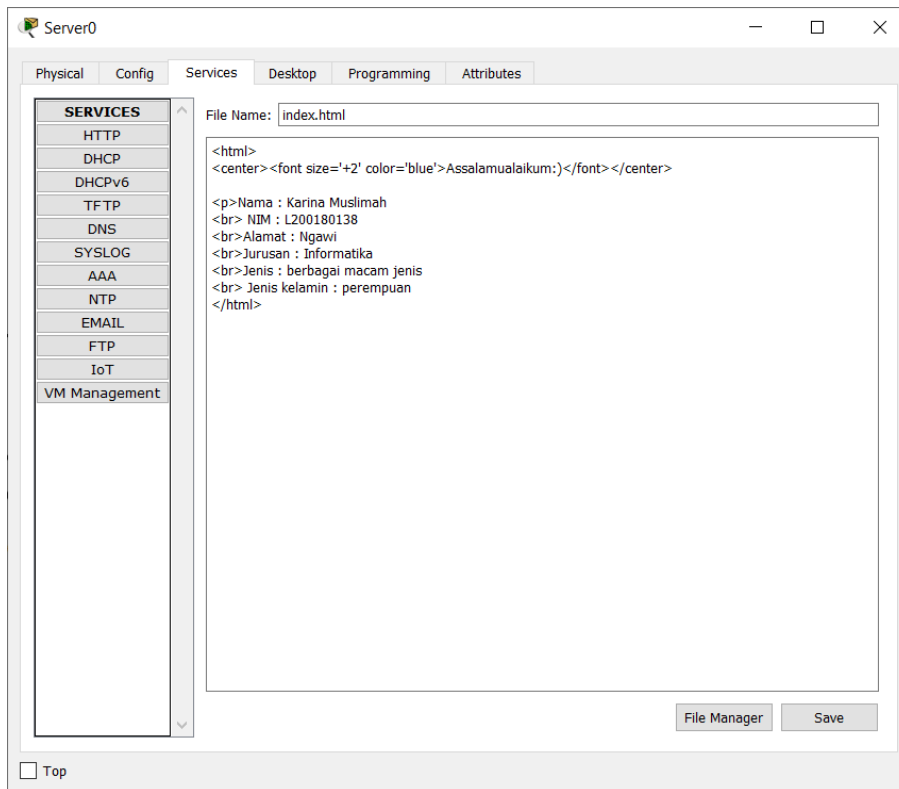 Server0
Physical Config Services Desktop Programming Attributes
SERVICES
HTTP
DHCP
DHCPv6
TFTP
DNS
SYSLOG
AAA
NTP
EMAIL
FTP
IoT
VM Management
File Name: index.html
<html>
<center><font size='+2' color='blue'>Assalamualaikum:)</font></center>
<p>Nama : Karina Muslimah
<br> NIM : L200180138
<br>Alamat : Ngawi
<br>Jurusan : Informatika
<br>Jenis : berbagai macam jenis
<br> Jenis kelamin : perempuan
</html>
File Manager Save
Top